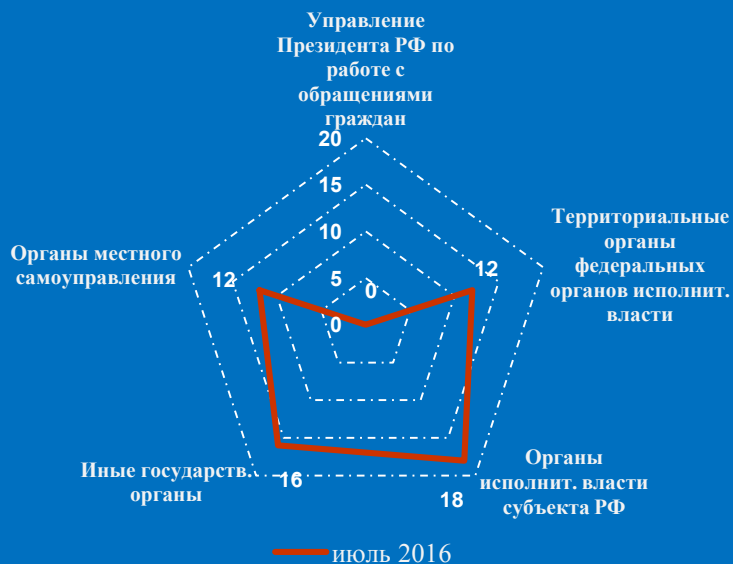 Управление
Президента РФ по
работе с
обращениями
граждан
20
15
10
5
0
0
Территориальные
органы
федеральных
органов исполнит.
власти
12
Органы местного
самоуправления
12
Иные государств.
органы
16
Органы
исполнит. власти
субъекта РФ
18
июль 2016